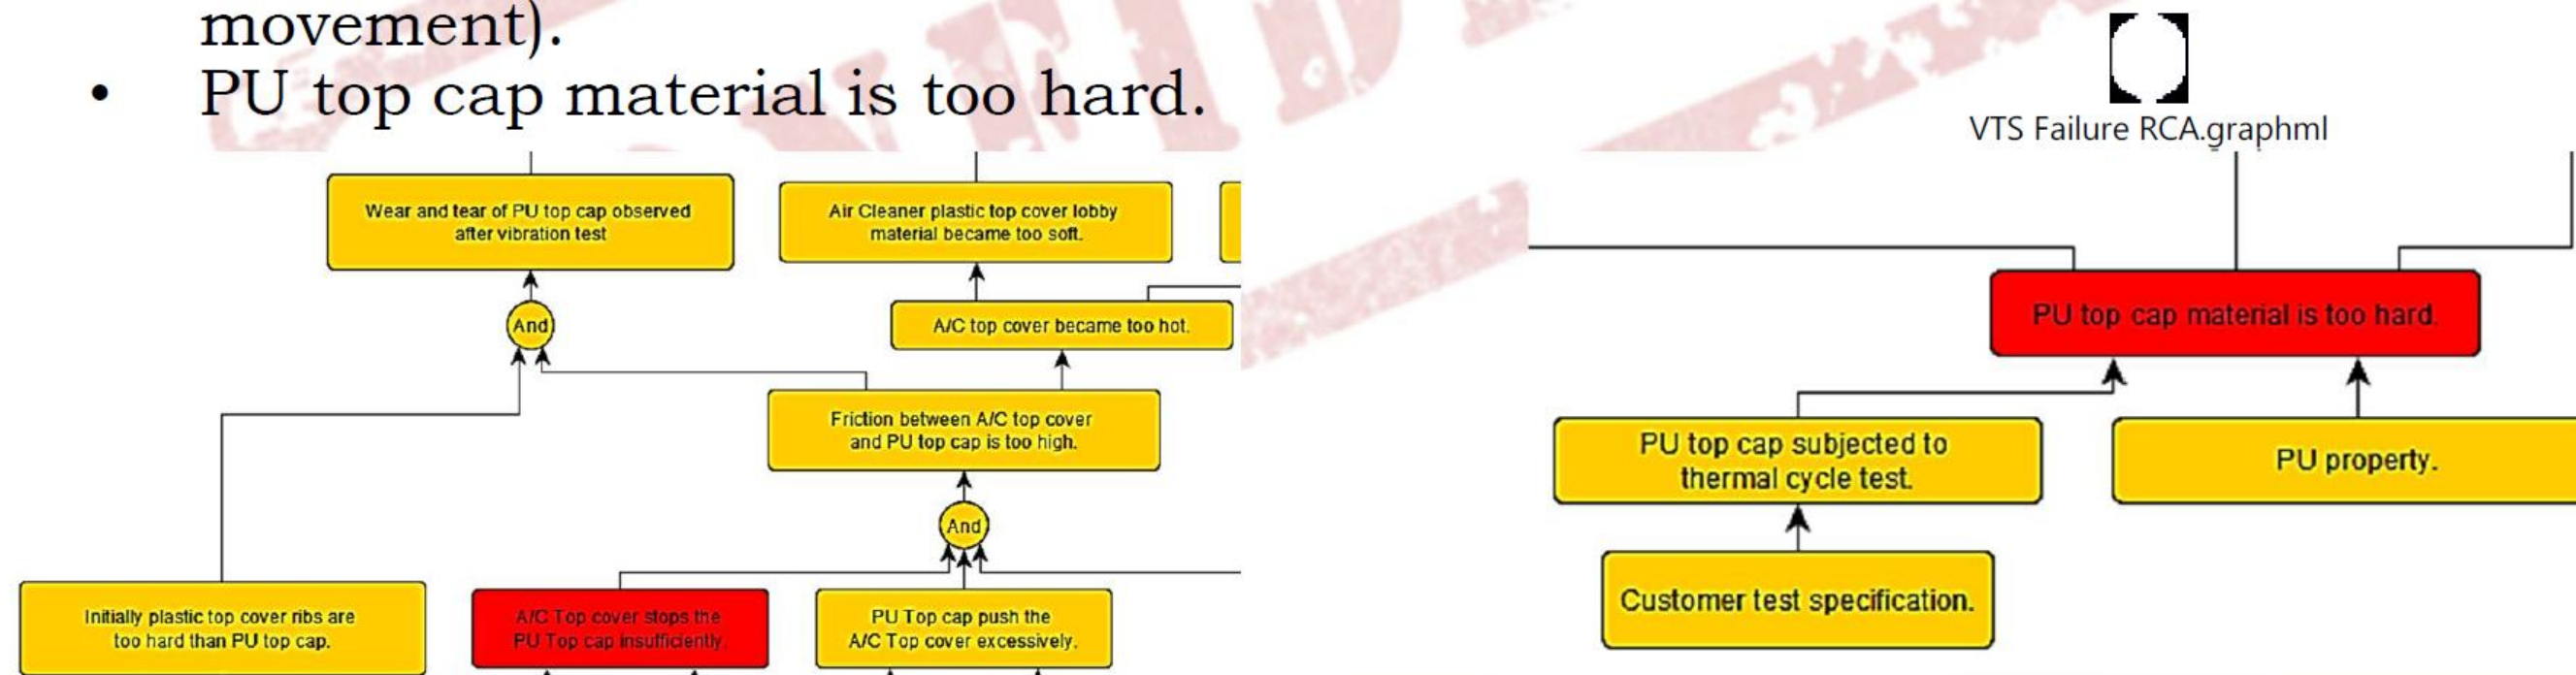 movement).
• PU top cap material is too hard.
VTS Failure RCA.graphml
Wear and tear of PU top cap observed
after vibration test
Air Cleaner plastic top cover lobby
material became too soft.
And
A/C top cover became too hot.
Friction between A/C top cover
and PU top cap is too high.
And
Initially plastic top cover ribs are
too hard than PU top cap.
A/C Top cover stops the
PU Top cap insufficiently.
PU Top cap push the
A/C Top cover excessively.
PU top cap material is too hard.
PU top cap subjected to
thermal cycle test.
PU property.
Customer test specification.